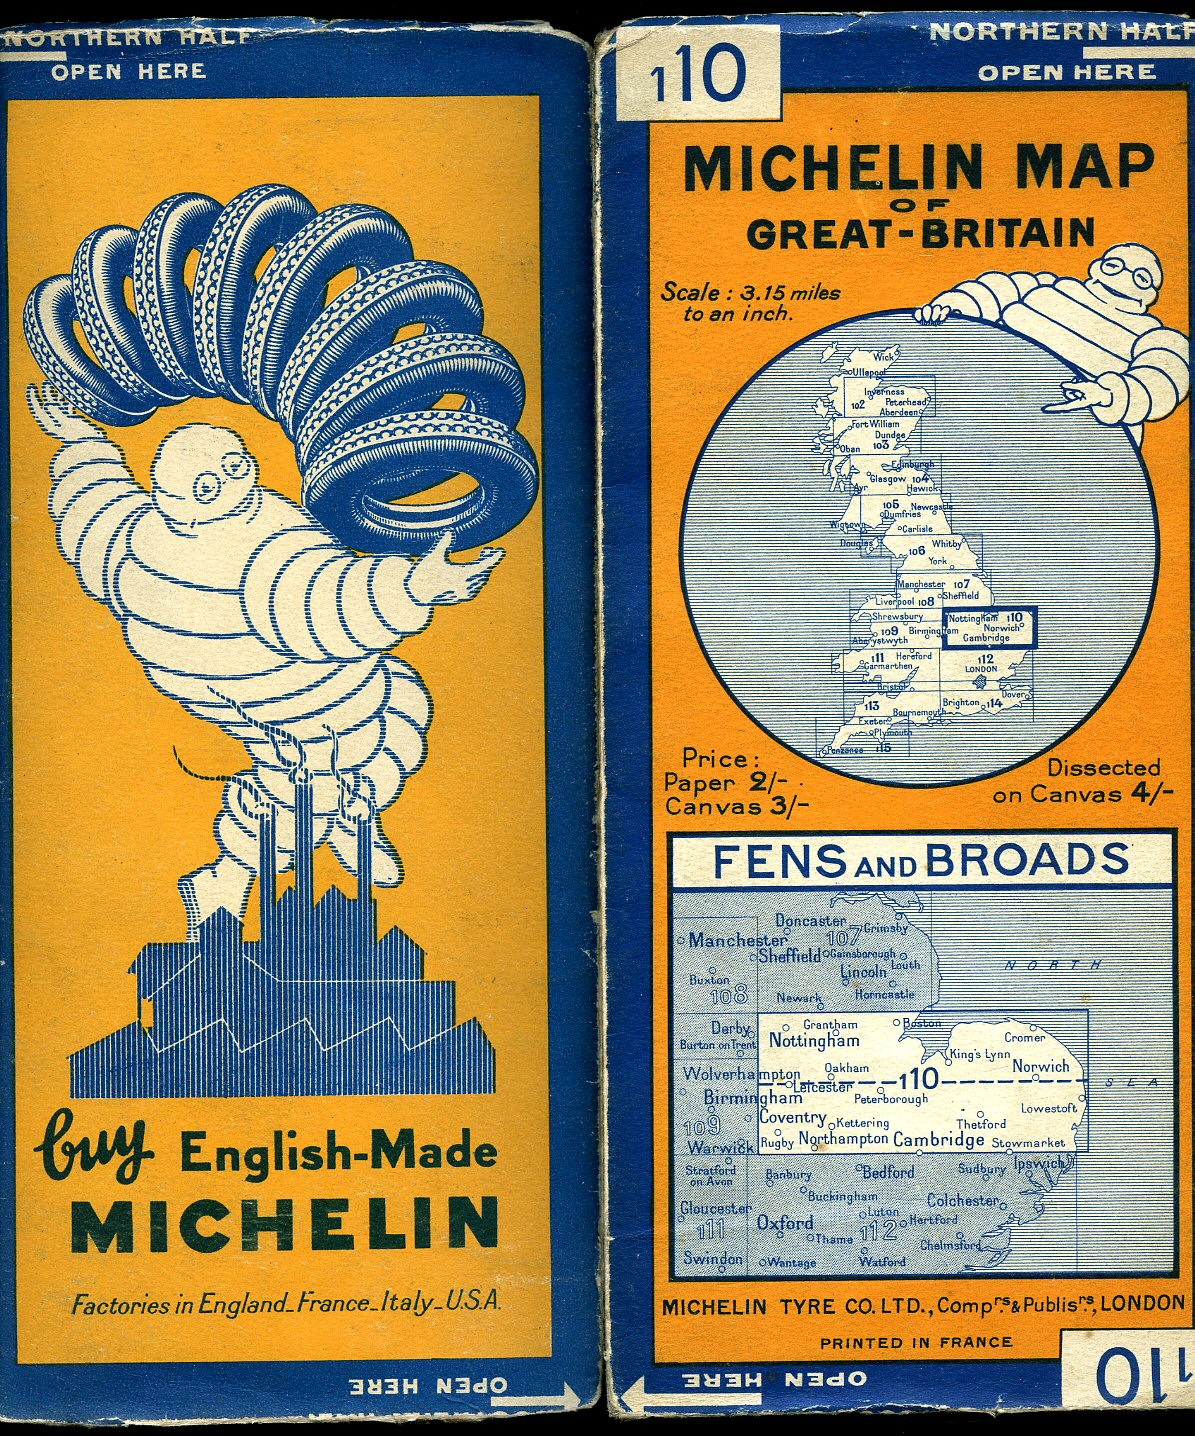 NORTHERN HALF
OPEN HERE
buy English-Made
MICHELIN
Factories in England_France_Italy_U.S.A.
OPEN HERE
NORTHERN HALF
OPEN HERE
110
MICHELIN MAP
OF
GREAT-BRITAIN
Scale : 3.15 miles
to an inch.
Wick
Ullapool
Inverness
102 Peterhead
Aberdeen
Fort William
Dundee
Oban 103
Edinburgh
Glasgow 104
Ayr Hawick
105 Newcastle
Dumfries
Wigtown Carlisle
Douglas Whitby
106
York
Manchester 107
Sheffield
Liverpool 108
Shrewsbury Nottingham 110
109 Birmingham Norwich
Aberystwyth Cambridge
111 Hereford 112
Carmarthen LONDON
Bristol Dover
113 Brighton 114
Bournemouth
Exeter
Plymouth
Penzance 115
Price :
Paper 2/-
Canvas 3/-
Dissected
on Canvas 4/-
FENS AND BROADS
Doncaster
107 Grimsby
Manchester
Sheffield Gainsborough
Louth
Lincoln
NORTH
Buxton
108 Horncastle
Newark
Derby Grantham Boston
Burton on Trent Nottingham Cromer
King's Lynn
Oakham Norwich
Wolverhampton
Leicester 110 SEA
Birmingham Peterborough
Lowestoft
109 Coventry Kettering Thetford
Warwick Rugby Northampton Cambridge Stowmarket
Stratford
on Avon Banbury Bedford Sudbury Ipswich
Buckingham Colchester
Gloucester Luton
111 Oxford 112 Hertford
Thame Chelmsford
Swindon Wantage Watford
MICHELIN TYRE CO. LTD., Comprs. & Publisrs, LONDON
PRINTED IN FRANCE
OPEN HERE
110